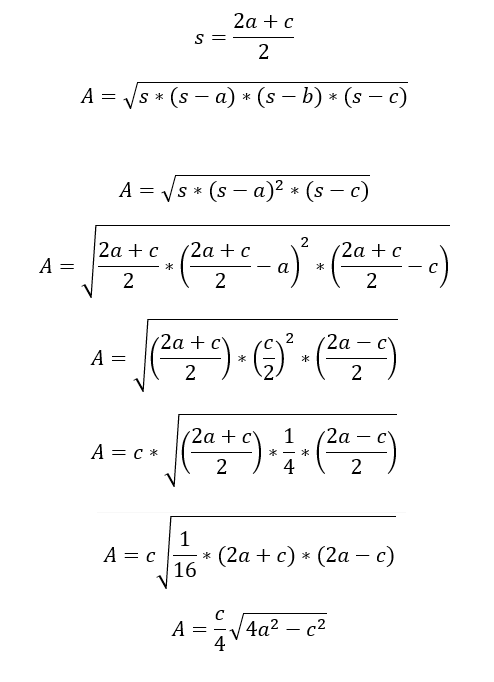 s = (2a + c)/2
A = √(s * (s − a) * (s − b) * (s − c))
A = √(s * (s − a)² * (s − c))
A = √((2a + c)/2 * ((2a + c)/2 − a)² * ((2a + c)/2 − c))
A = √(((2a + c)/2) * (c/2)² * ((2a − c)/2))
A = c * √(((2a + c)/2) * 1/4 * ((2a − c)/2))
A = c√(1/16 * (2a + c) * (2a − c))
A = c/4 √(4a² − c²)